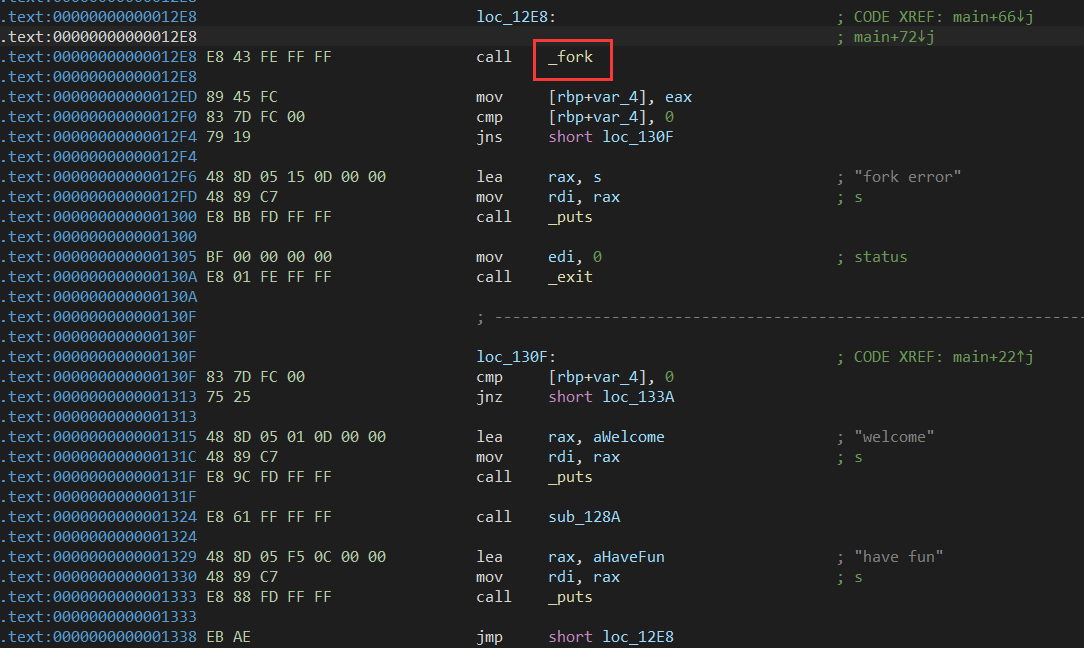 .text:00000000000012E8 loc_12E8: ; CODE XREF: main+66↓j
.text:00000000000012E8 ; main+72↓j
.text:00000000000012E8 E8 43 FE FF FF call _fork
.text:00000000000012E8
.text:00000000000012ED 89 45 FC mov [rbp+var_4], eax
.text:00000000000012F0 83 7D FC 00 cmp [rbp+var_4], 0
.text:00000000000012F4 79 19 jns short loc_130F
.text:00000000000012F4
.text:00000000000012F6 48 8D 05 15 0D 00 00 lea rax, s ; "fork error"
.text:00000000000012FD 48 89 C7 mov rdi, rax ; s
.text:0000000000001300 E8 BB FD FF FF call _puts
.text:0000000000001300
.text:0000000000001305 BF 00 00 00 00 mov edi, 0 ; status
.text:000000000000130A E8 01 FE FF FF call _exit
.text:000000000000130A
.text:000000000000130F ; ---------------------------------------------------------------------------
.text:000000000000130F
.text:000000000000130F loc_130F: ; CODE XREF: main+22↑j
.text:000000000000130F 83 7D FC 00 cmp [rbp+var_4], 0
.text:0000000000001313 75 25 jnz short loc_133A
.text:0000000000001313
.text:0000000000001315 48 8D 05 01 0D 00 00 lea rax, aWelcome ; "welcome"
.text:000000000000131C 48 89 C7 mov rdi, rax ; s
.text:000000000000131F E8 9C FD FF FF call _puts
.text:000000000000131F
.text:0000000000001324 E8 61 FF FF FF call sub_128A
.text:0000000000001324
.text:0000000000001329 48 8D 05 F5 0C 00 00 lea rax, aHaveFun ; "have fun"
.text:0000000000001330 48 89 C7 mov rdi, rax ; s
.text:0000000000001333 E8 88 FD FF FF call _puts
.text:0000000000001333
.text:0000000000001338 EB AE jmp short loc_12E8